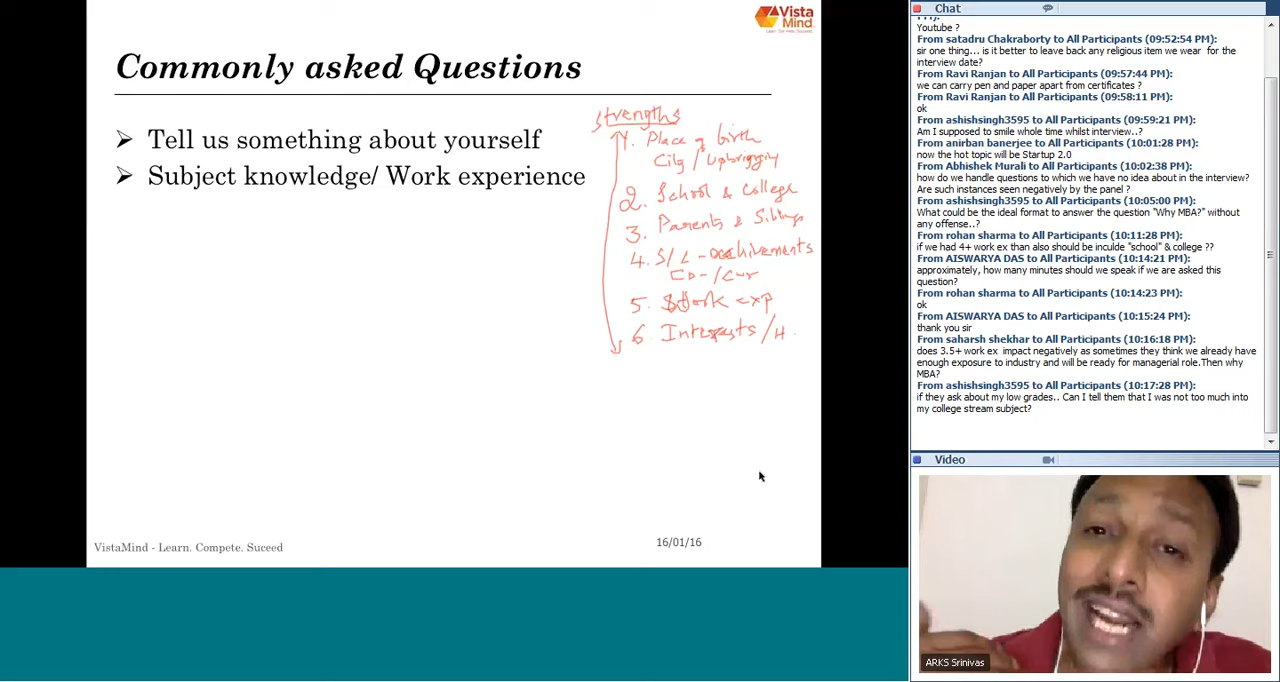 Vista
Mind
Learn. Compete. Succeed
Commonly asked Questions
➢ Tell us something about yourself
➢ Subject knowledge/ Work experience
Strengths
1. Place of birth
City /
2. School & College
3. Parents & Siblings
4. S/C - achivements
Co-/Cur
5. Work exp
6. Interests /H
VistaMind - Learn. Compete. Suceed
16/01/16
Chat
Youtube ?
From satadru Chakraborty to All Participants (09:52:54 PM):
sir one thing... is it better to leave back any religious item we wear for the
interview date?
From Ravi Ranjan to All Participants (09:57:44 PM):
we can carry pen and paper apart from certificates ?
From Ravi Ranjan to All Participants (09:58:11 PM):
ok
From ashishsingh3595 to All Participants (09:59:21 PM):
Am I supposed to smile whole time whilst interview..?
From anirban banerjee to All Participants (10:01:28 PM):
now the hot topic will be Startup 2.0
From Abhishek Murali to All Participants (10:02:38 PM):
how do we handle questions to which we have no idea about in the interview?
Are such instances seen negatively by the panel ?
From ashishsingh3595 to All Participants (10:05:00 PM):
What could be the ideal format to answer the question "Why MBA?" without
any offense..?
From rohan sharma to All Participants (10:11:28 PM):
if we had 4+ work ex than also should be inculde "school" & college ??
From AISWARYA DAS to All Participants (10:14:21 PM):
approximately, how many minutes should we speak if we are asked this
question?
From rohan sharma to All Participants (10:14:23 PM):
ok
From AISWARYA DAS to All Participants (10:15:24 PM):
thank you sir
From saharsh shekhar to All Participants (10:16:18 PM):
does 3.5+ work ex impact negatively as sometimes they think we already have
enough exposure to industry and will be ready for managerial role.Then why
MBA?
From ashishsingh3595 to All Participants (10:17:28 PM):
if they ask about my low grades.. Can I tell them that I was not too much into
my college stream subject?
Video
ARKS Srinivas